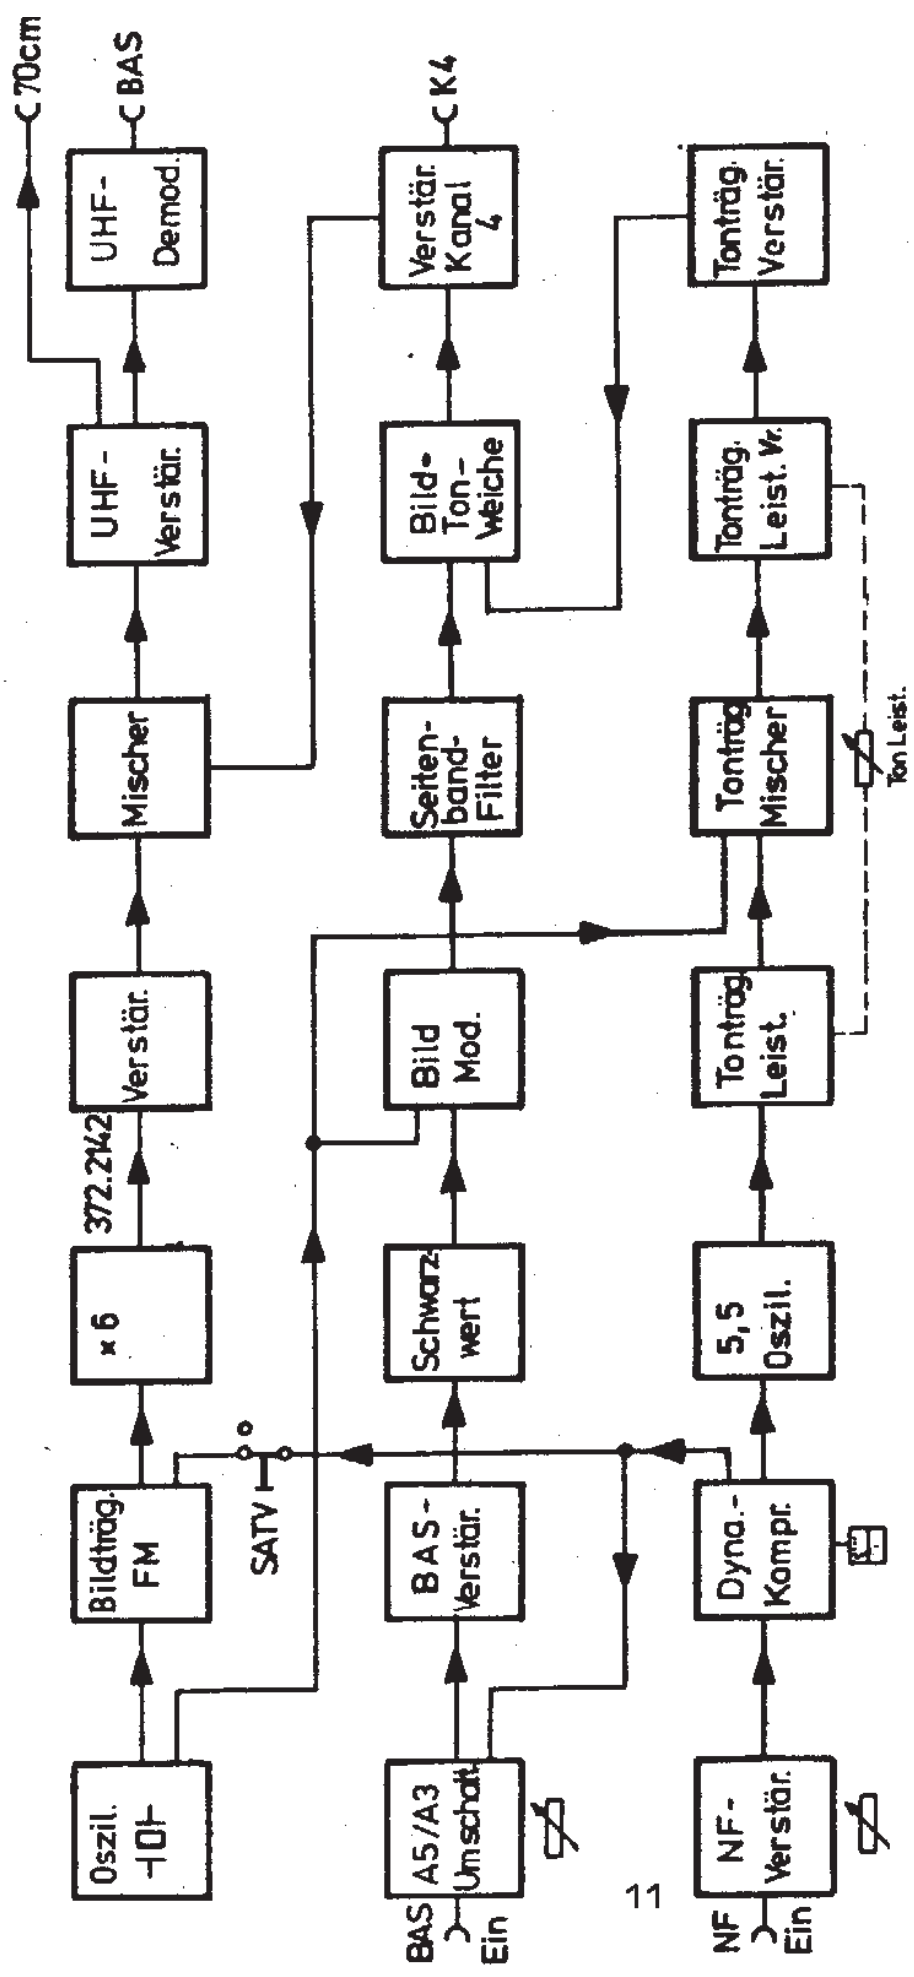 70cm
BAS
K4
Oszil.
Bildträg.
FM
× 6
372.2142
Verstär.
Mischer
UHF-
Verstär.
UHF-
Demod.
SATV
BAS
Ein
A5/A3
Umschalt.
BAS-
Verstär.
Schwarz-
wert
Bild
Mod.
Seiten-
band-
Filter
Bild-
Ton-
Weiche
Verstär.
Kanal
4
NF
Ein
NF-
Verstär.
Dyna.-
Kompr.
5,5
Oszil.
Tonträg.
Leist.
Tonträg.
Mischer
Tonträg.
Leist. Vr.
Tonträg.
Verstär.
Ton Leist.
11